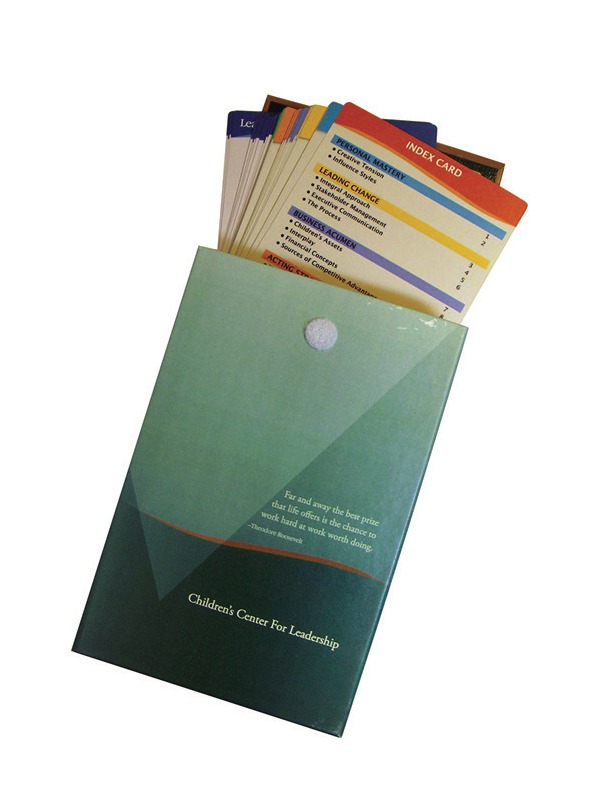 INDEX CARD
PERSONAL MASTERY
• Creative Tension 1
• Influence Styles 2
LEADING CHANGE
• Integral Approach 3
• Stakeholder Management 4
• Executive Communication 5
• The Process 6
BUSINESS ACUMEN
• Children's Assets 7
• Interplay 8
• Financial Concepts
• Sources of Competitive Advantage
Far and away the best prize
that life offers is the chance to
work hard at work worth doing.
~Theodore Roosevelt
Children's Center For Leadership